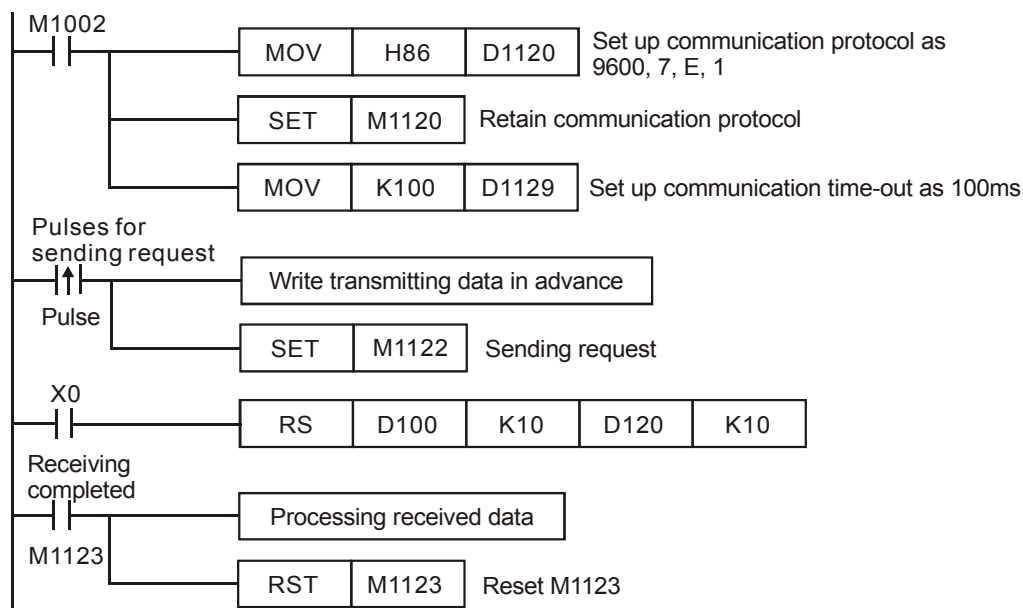 M1002
MOV H86 D1120 Set up communication protocol as
9600, 7, E, 1
SET M1120 Retain communication protocol
MOV K100 D1129 Set up communication time-out as 100ms
Pulses for
sending request
Write transmitting data in advance
Pulse
SET M1122 Sending request
X0
RS D100 K10 D120 K10
Receiving
completed
Processing received data
M1123
RST M1123 Reset M1123